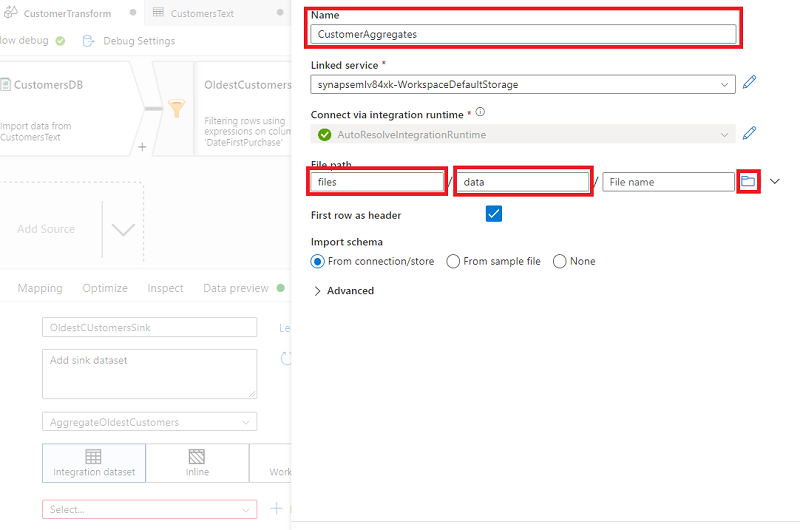 CustomerTransform
CustomersText
low debug
Debug Settings
CustomersDB
Import data from
CustomersText
OldestCustomers
Filtering rows using
expressions on colum
'DateFirstPurchase'
Add Source
Mapping
Optimize
Inspect
Data preview
OldestCUstomersSink
Le
Add sink dataset
AggregateOldestCustomers
Integration dataset
Inline
Work
Select...
Name
CustomerAggregates
Linked service *
synapsemlv84xk-WorkspaceDefaultStorage
Connect via integration runtime *
AutoResolveIntegrationRuntime
File path
files / data / File name
First row as header
Import schema
From connection/store
From sample file
None
Advanced